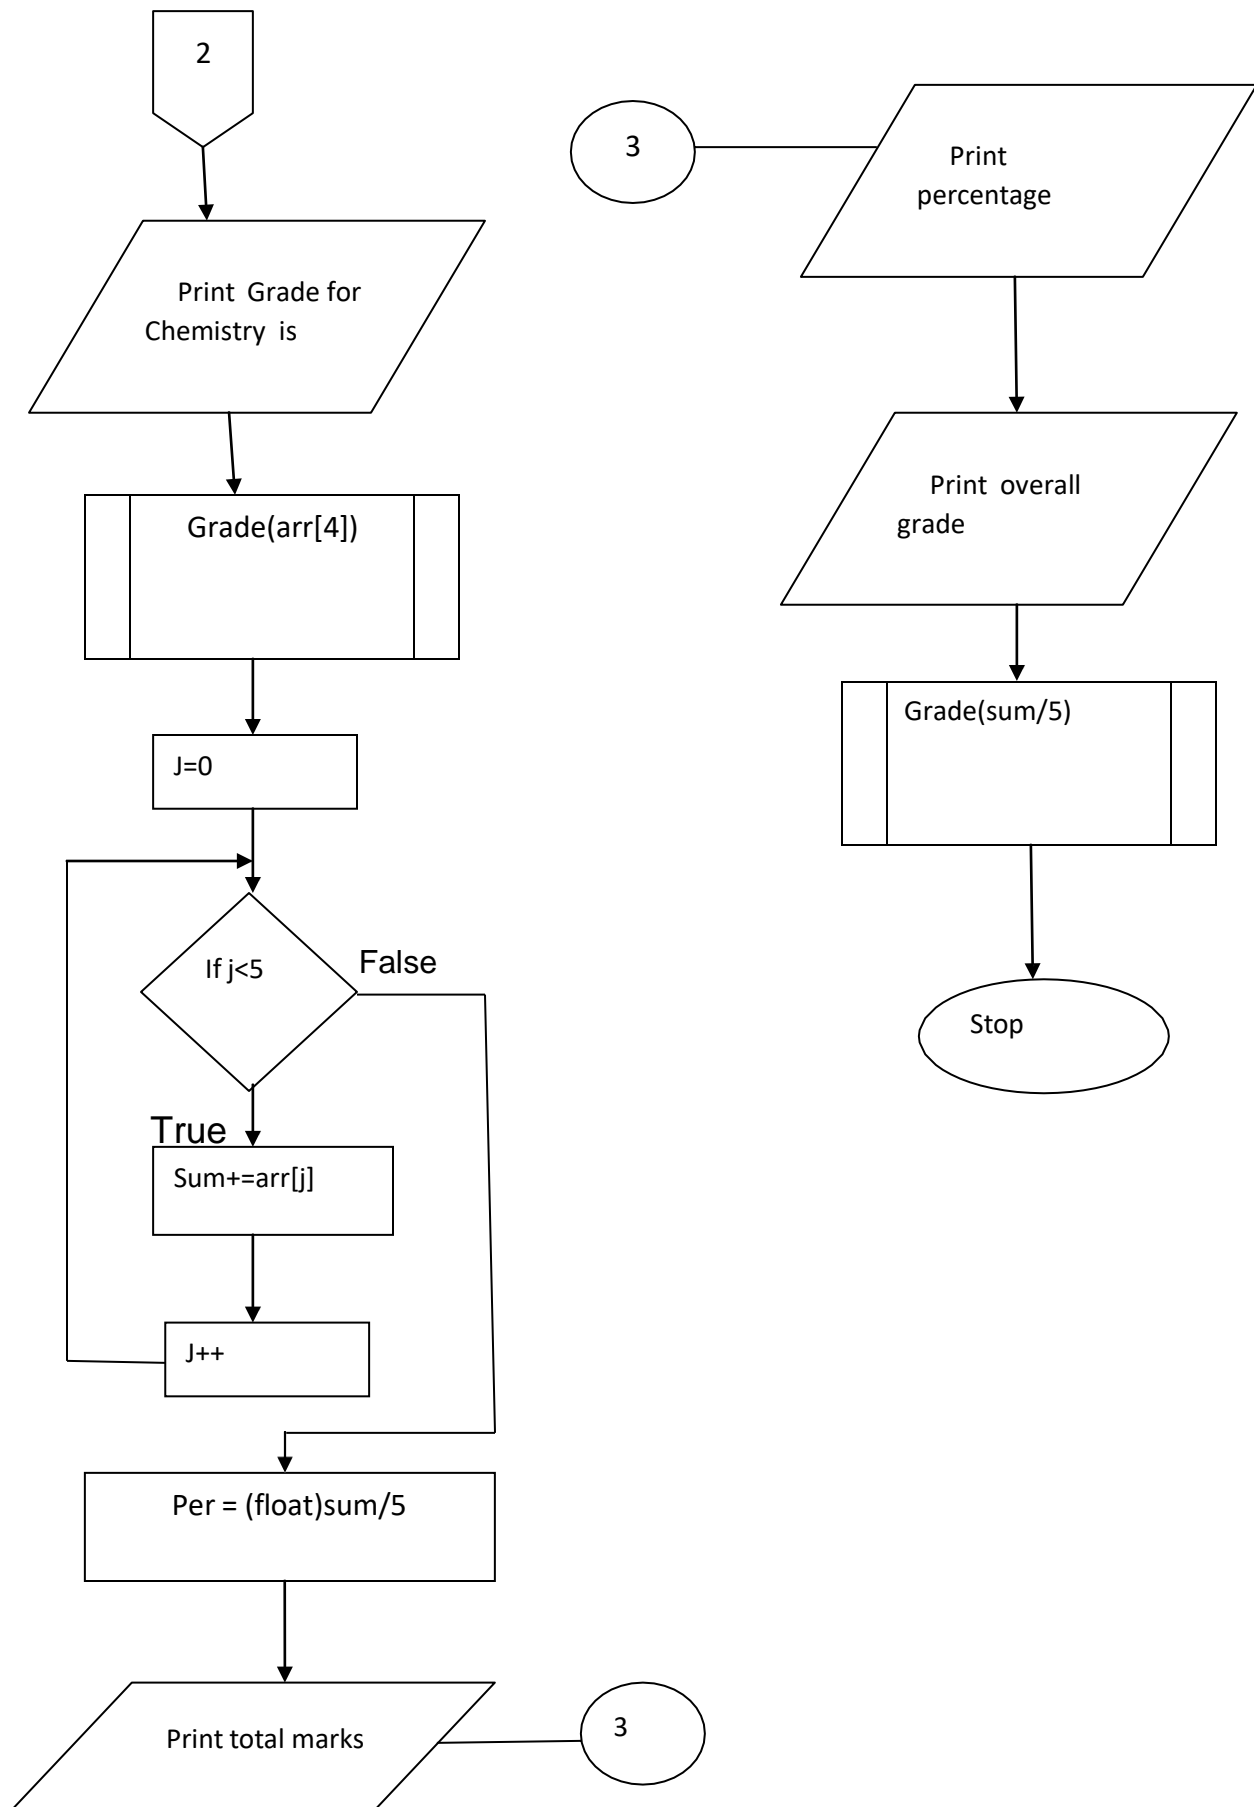 2
Print Grade for
Chemistry is
Grade(arr[4])
J=0
If j<5
False
True
Sum+=arr[j]
J++
Per = (float)sum/5
Print total marks
3
3
Print
percentage
Print overall
grade
Grade(sum/5)
Stop